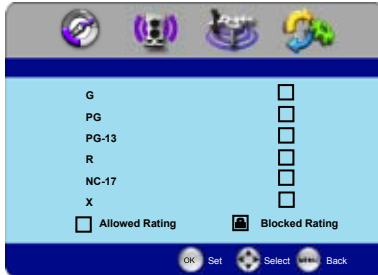 G
PG
PG-13
R
NC-17
X
Allowed Rating Blocked Rating
OK Set Select MENU Back